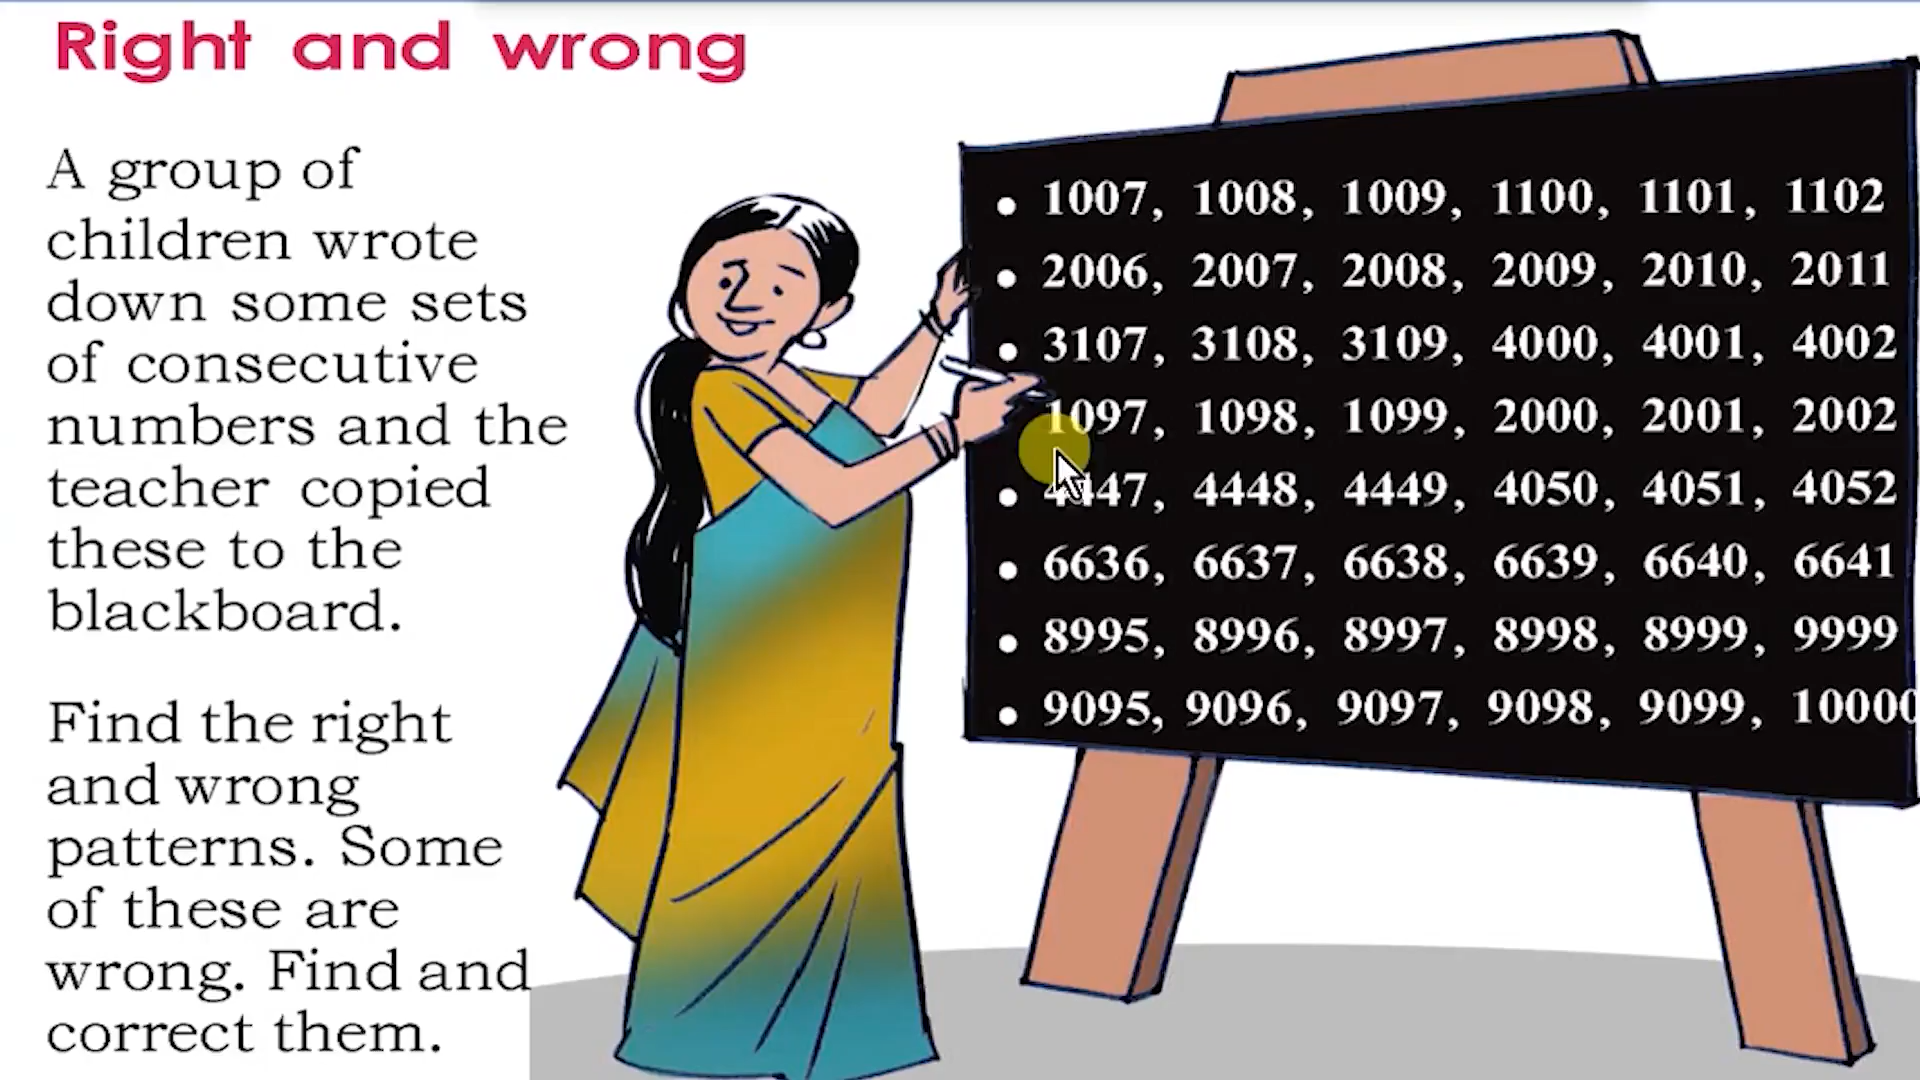 Right and wrong
A group of
children wrote
down some sets
of consecutive
numbers and the
teacher copied
these to the
blackboard.
Find the right
and wrong
patterns. Some
of these are
wrong. Find and
correct them.
• 1007, 1008, 1009, 1100, 1101, 1102
• 2006, 2007, 2008, 2009, 2010, 2011
• 3107, 3108, 3109, 4000, 4001, 4002
1097, 1098, 1099, 2000, 2001, 2002
• 4447, 4448, 4449, 4050, 4051, 4052
• 6636, 6637, 6638, 6639, 6640, 6641
• 8995, 8996, 8997, 8998, 8999, 9999
• 9095, 9096, 9097, 9098, 9099, 10000